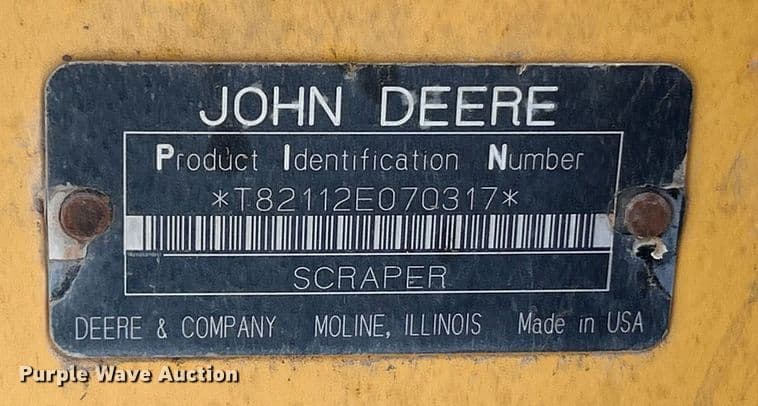 JOHN DEERE
Product Identification Number
*T82112E070317*
SCRAPER
DEERE & COMPANY MOLINE, ILLINOIS Made in USA
Purple Wave Auction